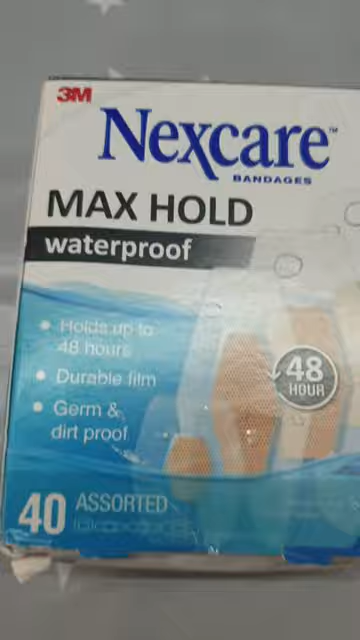 3M
Nexcare™
BANDAGES
MAX HOLD
waterproof
Holds up to
48 hours
Durable film
Germ &
dirt proof
48
HOUR
40 ASSORTED